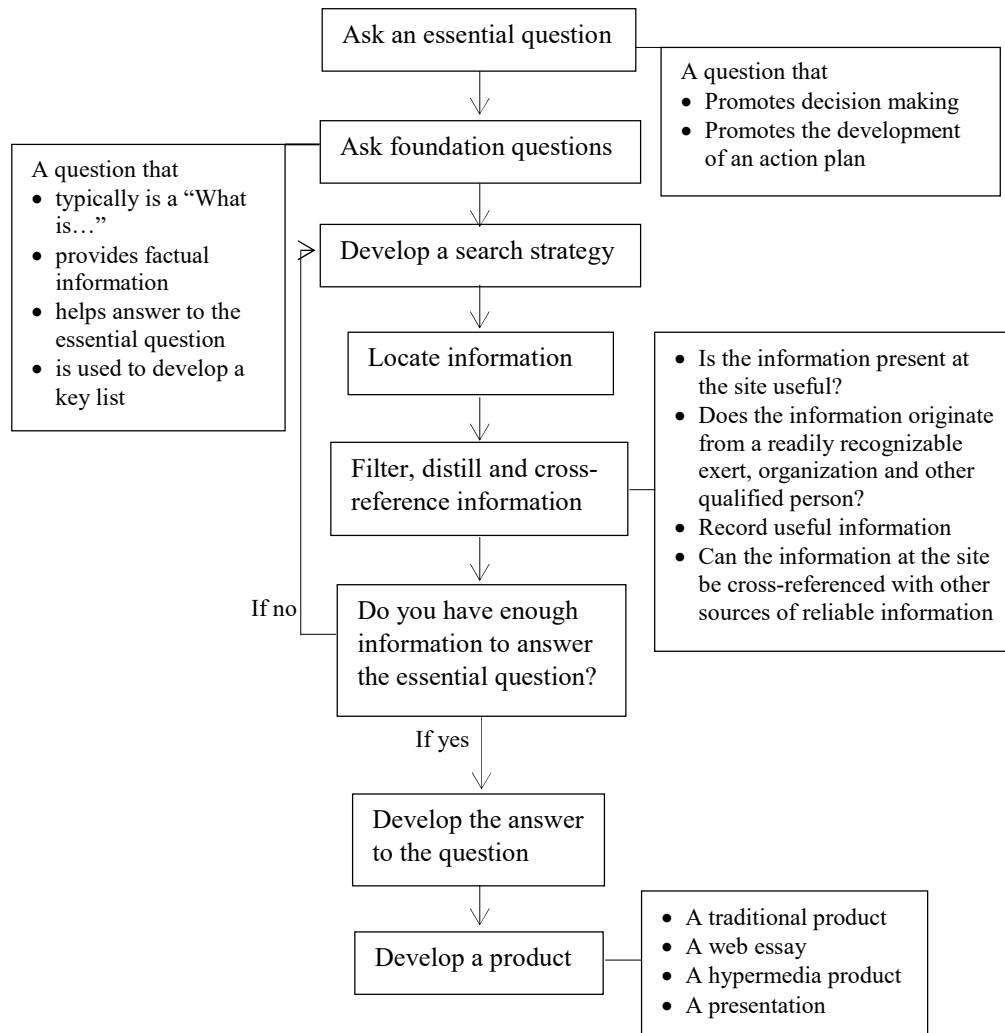 Ask an essential question
A question that
• Promotes decision making
• Promotes the development
of an action plan
Ask foundation questions
A question that
• typically is a “What
is…”
• provides factual
information
• helps answer to the
essential question
• is used to develop a
key list
Develop a search strategy
Locate information
Filter, distill and cross-
reference information
• Is the information present at
the site useful?
• Does the information originate
from a readily recognizable
exert, organization and other
qualified person?
• Record useful information
• Can the information at the site
be cross-referenced with other
sources of reliable information
If no
Do you have enough
information to answer
the essential question?
If yes
Develop the answer
to the question
Develop a product
• A traditional product
• A web essay
• A hypermedia product
• A presentation